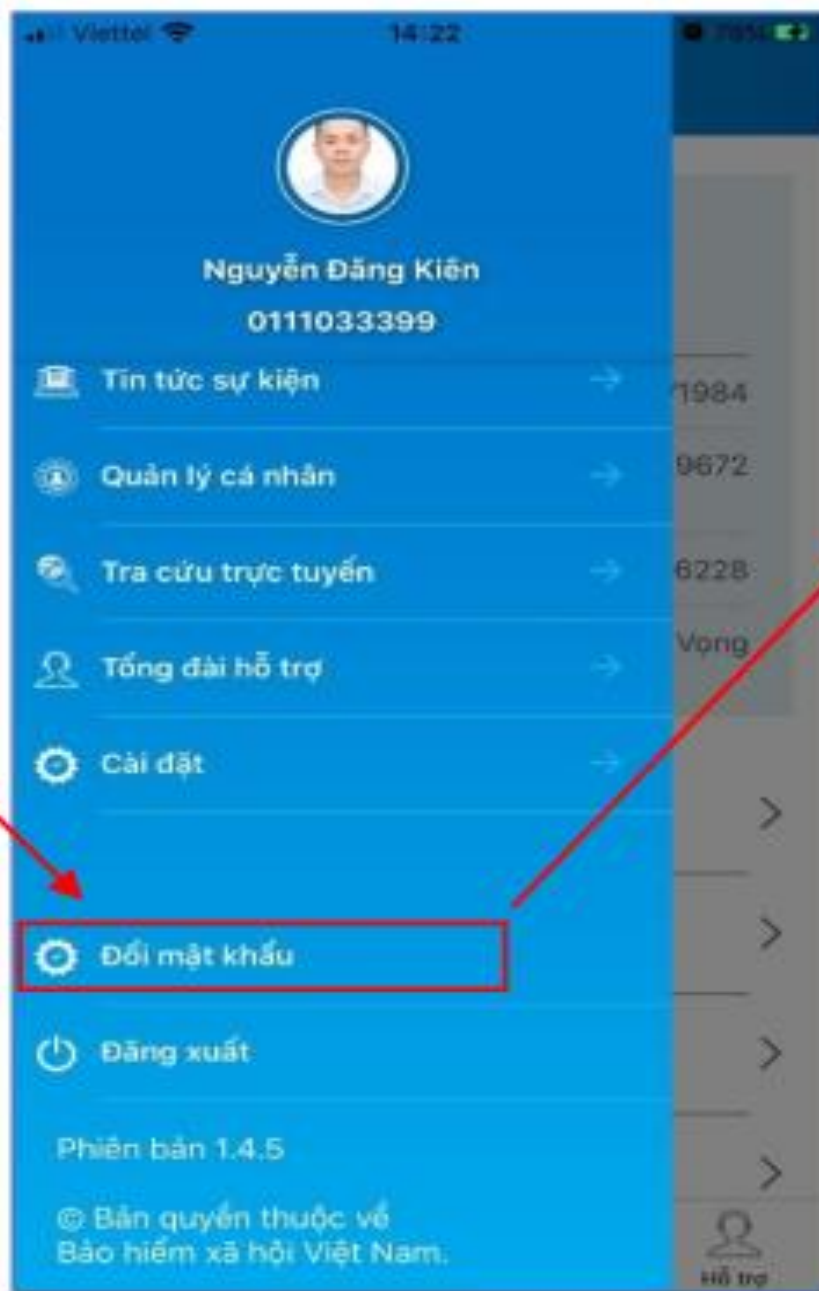 Viettel 14:22 78%
Nguyễn Đăng Kiên
0111033399
Tin tức sự kiện
/1984
Quản lý cá nhân
9672
Tra cứu trực tuyến
6228
Tổng đài hỗ trợ
Vọng
Cài đặt
Đổi mật khẩu
Đăng xuất
Phiên bản 1.4.5
© Bản quyền thuộc về
Bảo hiểm xã hội Việt Nam.
Hỗ trợ